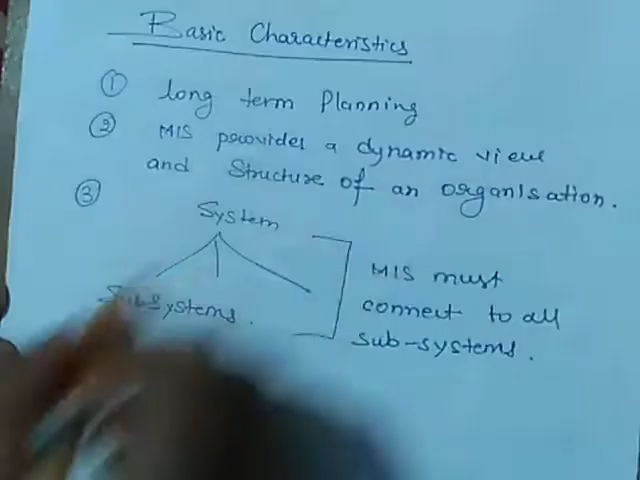 Basic Characteristics
① Long term Planning
② MIS provides a dynamic view
and Structure of an organisation.
③
System
Subsystems.
MIS must
connect to all
sub-systems.